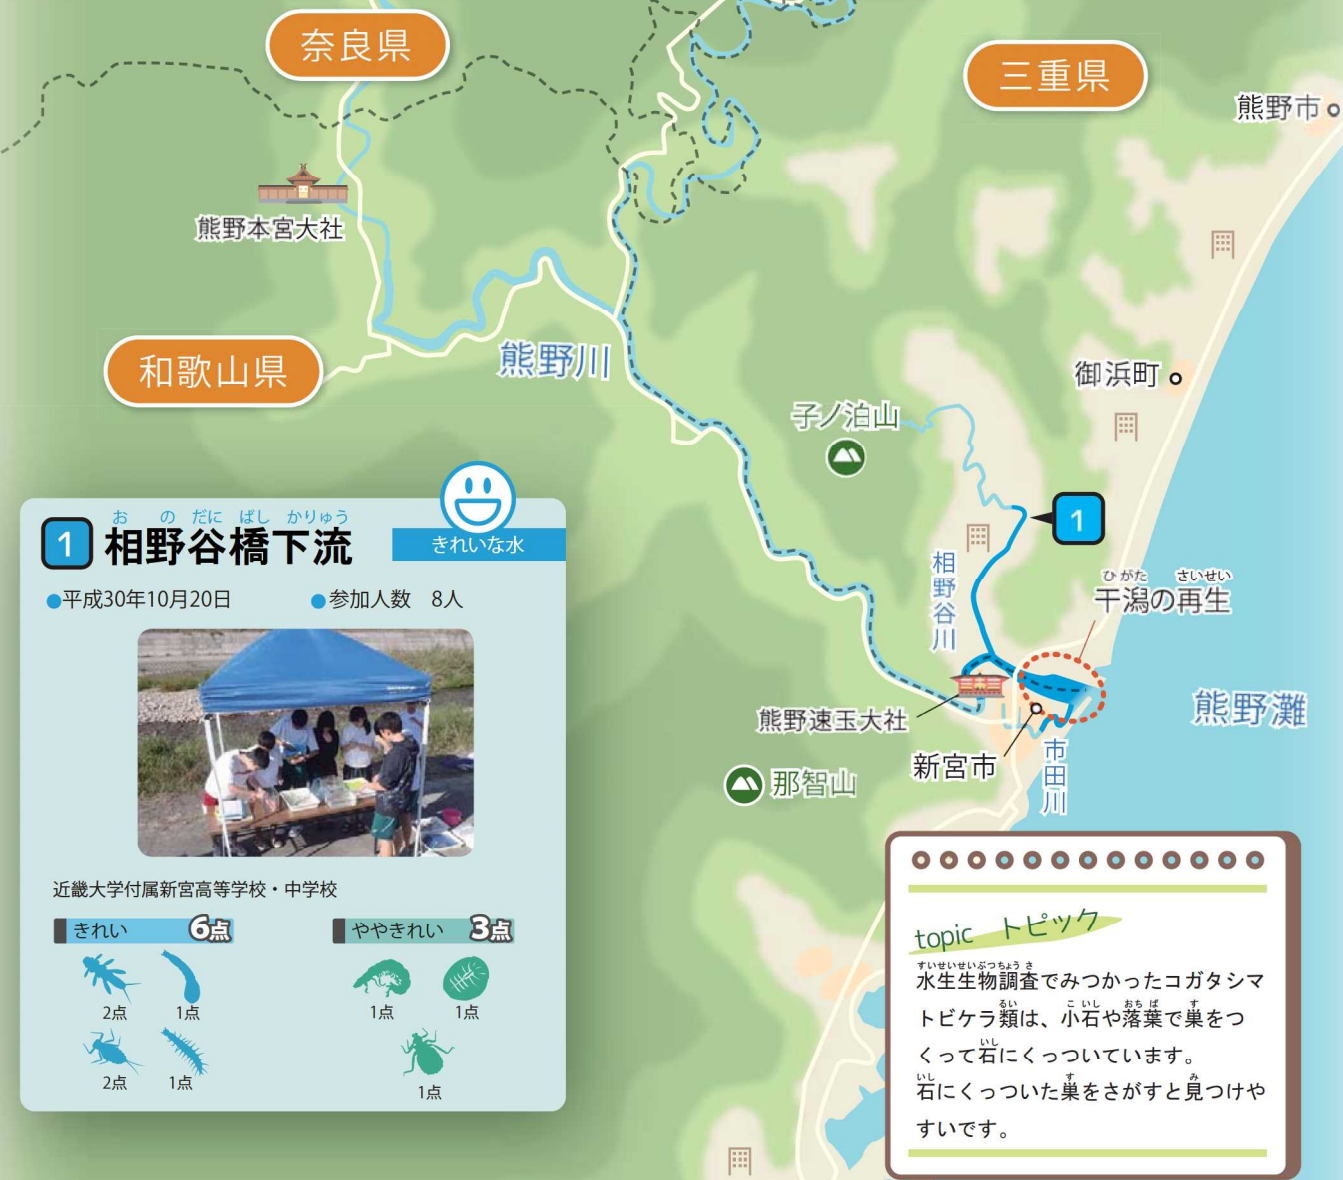 奈良県
三重県
熊野市
熊野本宮大社
和歌山県
熊野川
御浜町
子ノ泊山
1
相野谷川
ひがた さいせい
干潟の再生
熊野速玉大社
熊野灘
新宮市
市田川
那智山
お の だに ばし かりゅう
1 相野谷橋下流
きれいな水
●平成30年10月20日 ●参加人数 8人
近畿大学付属新宮高等学校・中学校
きれい 6点
ややきれい 3点
2点 1点
2点 1点
1点 1点
1点
topic トピック
すいせいせいぶつちょうさ
水生生物調査でみつかったコガタシマ
るい こいし おちば す
トビケラ類は、小石や落葉で巣をつ
いし
くって石にくっついています。
いし す み
石にくっついた巣をさがすと見つけや
すいです。